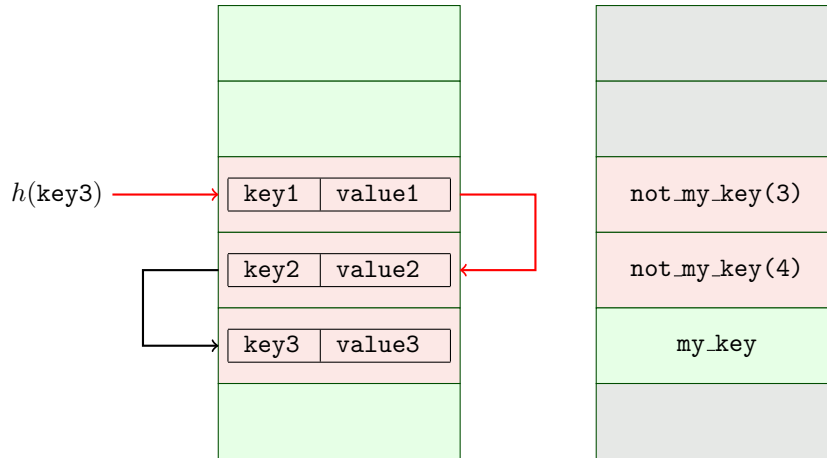 h(key3) key1 value1 not_my_key(3)
key2 value2 not_my_key(4)
key3 value3 my_key